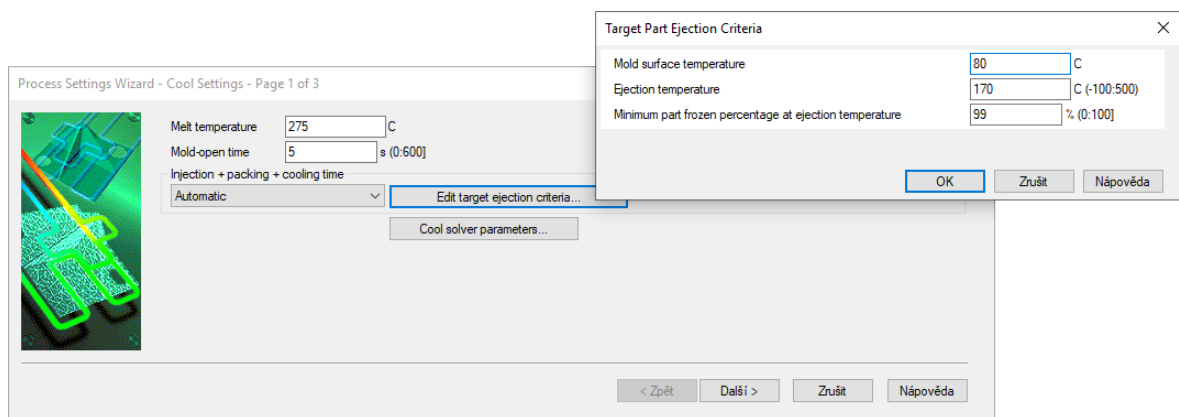 Target Part Ejection Criteria
Mold surface temperature 80 C
Ejection temperature 170 C (-100:500)
Minimum part frozen percentage at ejection temperature 99 % (0:100]
OK Zrušit Nápověda
Process Settings Wizard - Cool Settings - Page 1 of 3
Melt temperature 275 C
Mold-open time 5 s (0:600]
Injection + packing + cooling time
Automatic Edit target ejection criteria...
Cool solver parameters...
< Zpět Další > Zrušit Nápověda